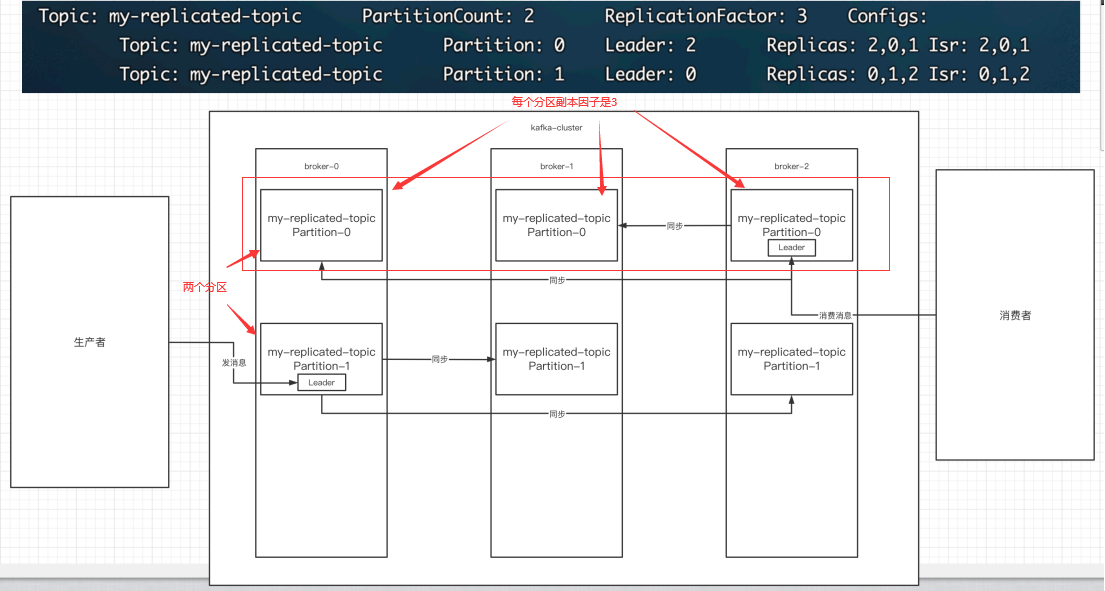 Topic: my-replicated-topic PartitionCount: 2 ReplicationFactor: 3 Configs:
Topic: my-replicated-topic Partition: 0 Leader: 2 Replicas: 2,0,1 Isr: 2,0,1
Topic: my-replicated-topic Partition: 1 Leader: 0 Replicas: 0,1,2 Isr: 0,1,2
每个分区副本因子是3
kafka-cluster
broker-0
broker-1
broker-2
my-replicated-topic
Partition-0
my-replicated-topic
Partition-0
同步
my-replicated-topic
Partition-0
Leader
同步
两个分区
生产者
发消息
消费消息
消费者
my-replicated-topic
Partition-1
Leader
同步
my-replicated-topic
Partition-1
my-replicated-topic
Partition-1
同步